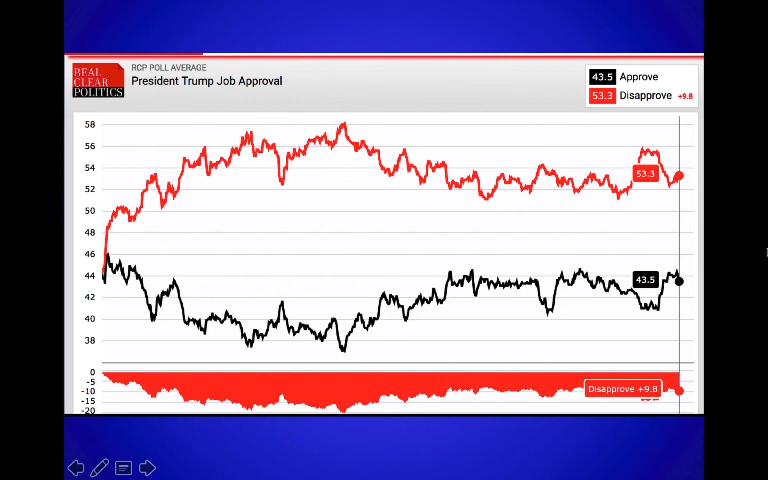 REAL
CLEAR
POLITICS
RCP POLL AVERAGE
President Trump Job Approval
43.5 Approve
53.3 Disapprove +9.8
58
56
54
52
50
48
46
44
42
40
38
53.3
43.5
0
-5
-10
-15
-20
Disapprove +9.8